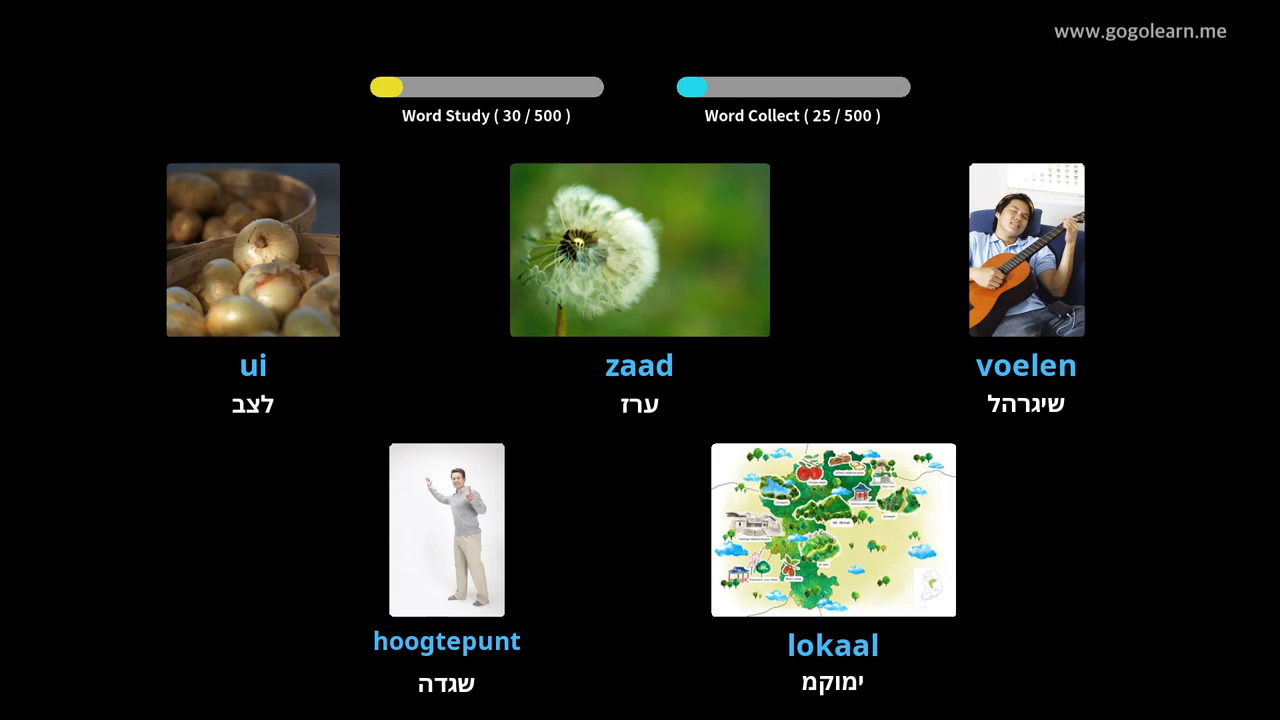 www.gogolearn.me
Word Study ( 30 / 500 )
Word Collect ( 25 / 500 )
ui
לצב
zaad
ערז
voelen
שיגרהל
hoogtepunt
שגדה
lokaal
ימוקמ